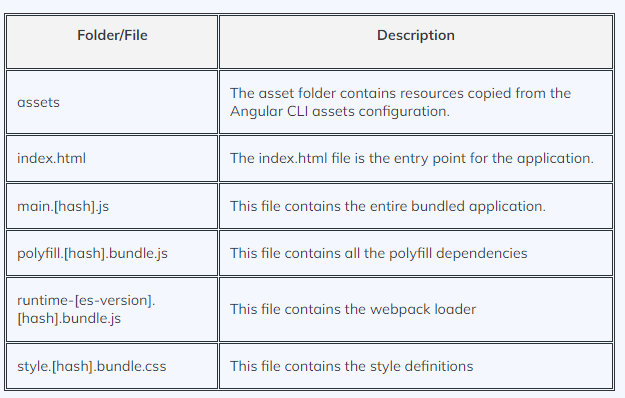 Folder/File
Description
assets
The asset folder contains resources copied from the
Angular CLI assets configuration.
index.html
The index.html file is the entry point for the application.
main.[hash].js
This file contains the entire bundled application.
polyfill.[hash].bundle.js
This file contains all the polyfill dependencies
runtime-[es-version].
[hash].bundle.js
This file contains the webpack loader
style.[hash].bundle.css
This file contains the style definitions